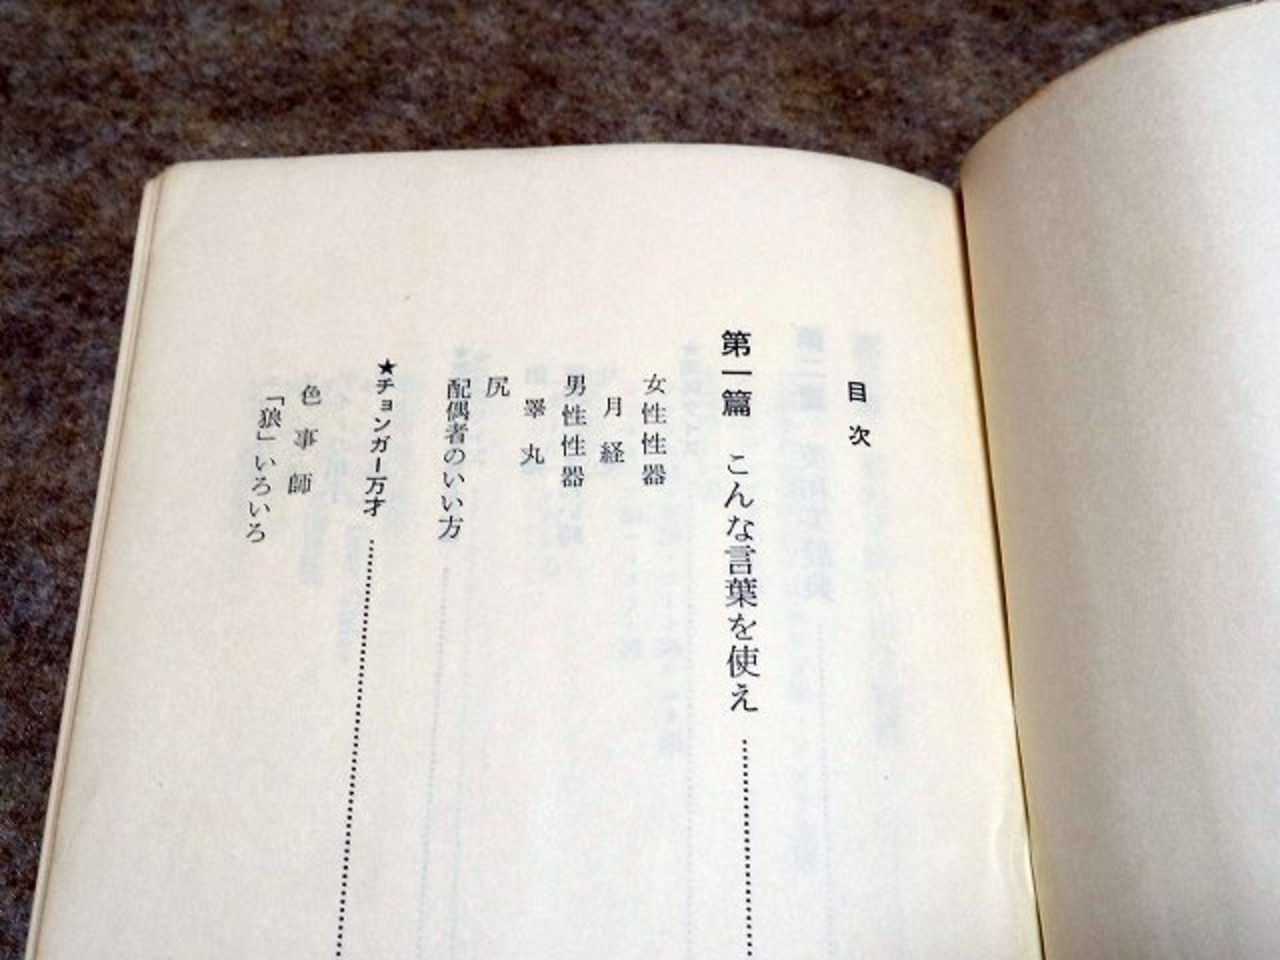 目次
第一篇 こんな言葉を使え
女性性器
月経
男性性器
睾丸
尻
配偶者のいい方
★チョンガー万才
色事師
「狼」いろいろ